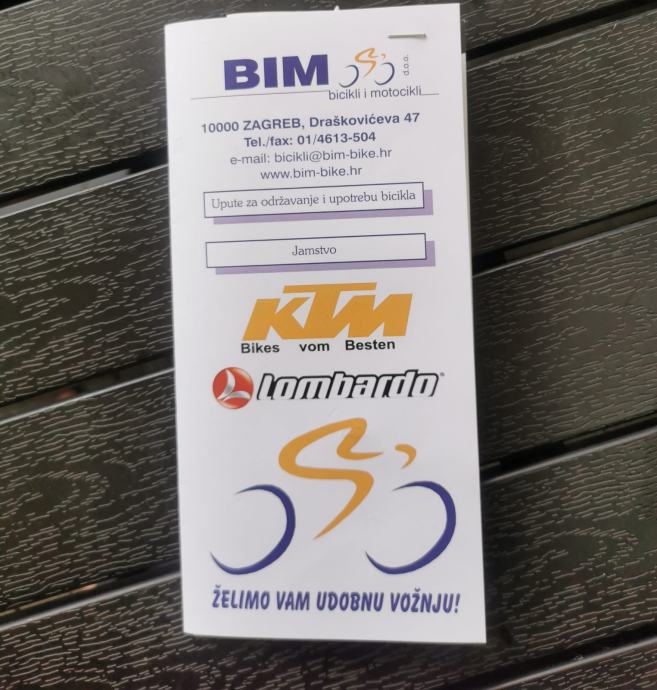 BIM d.o.o.
bicikli i motocikli
10000 ZAGREB, Draškovićeva 47
Tel./fax: 01/4613-504
e-mail: bicikli@bim-bike.hr
www.bim-bike.hr
Upute za održavanje i upotrebu bicikla
Jamstvo
KTM
Bikes vom Besten
Lombardo®
ŽELIMO VAM UDOBNU VOŽNJU!